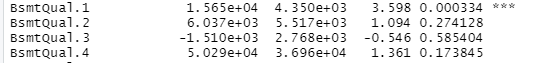 BsmtQual.1 1.565e+04 4.350e+03 3.598 0.000334 ***
BsmtQual.2 6.037e+03 5.517e+03 1.094 0.274128
BsmtQual.3 -1.510e+03 2.768e+03 -0.546 0.585404
BsmtQual.4 5.029e+04 3.696e+04 1.361 0.173845